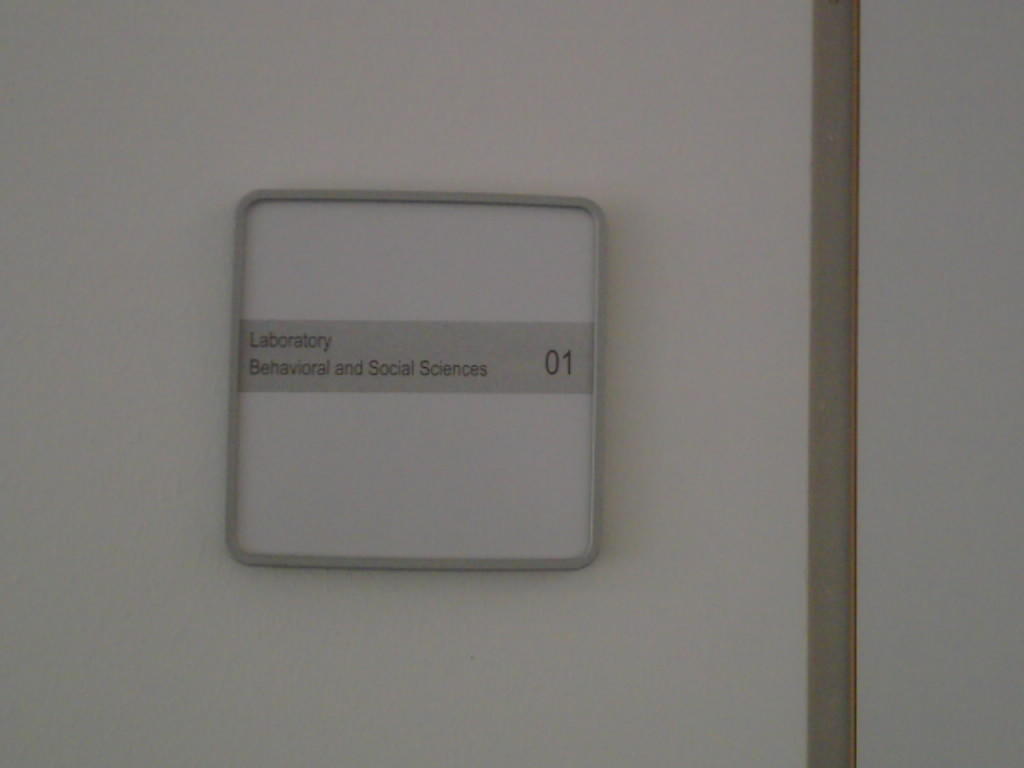 Laboratory
Behavioral and Social Sciences 01